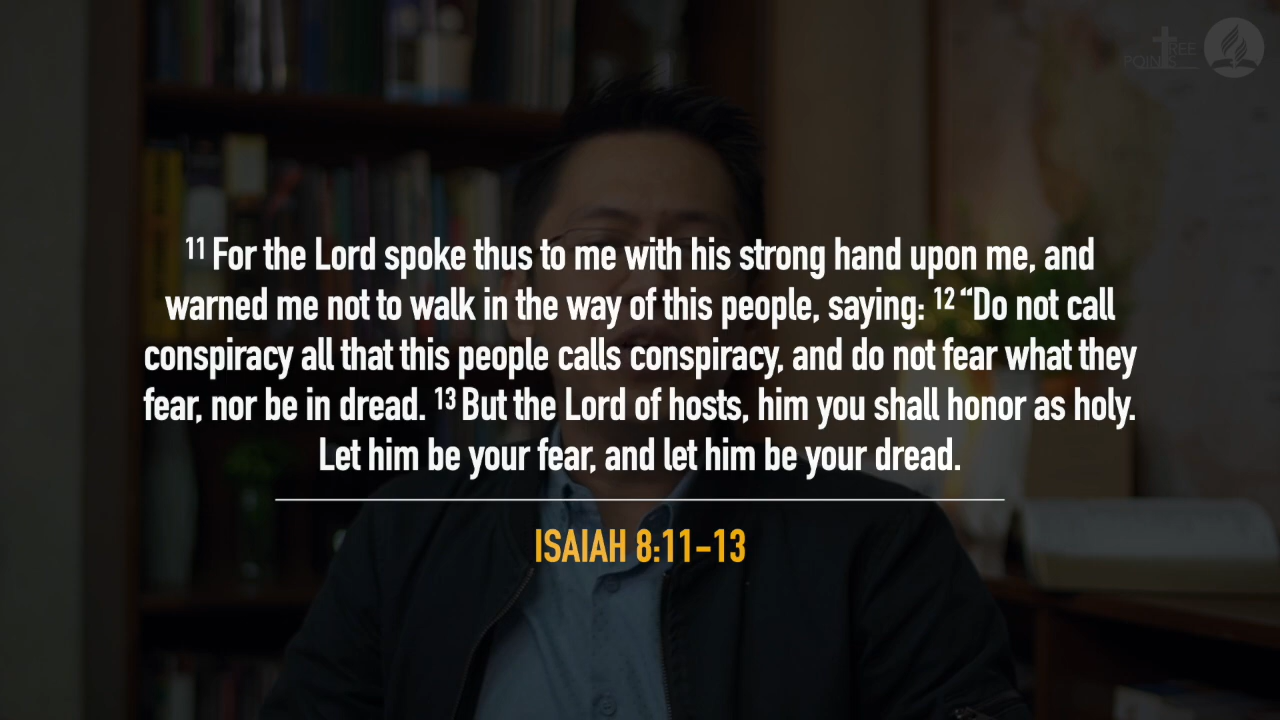 TREE
POINTS
¹¹ For the Lord spoke thus to me with his strong hand upon me, and
warned me not to walk in the way of this people, saying: ¹² “Do not call
conspiracy all that this people calls conspiracy, and do not fear what they
fear, nor be in dread. ¹³ But the Lord of hosts, him you shall honor as holy.
Let him be your fear, and let him be your dread.
ISAIAH 8:11–13